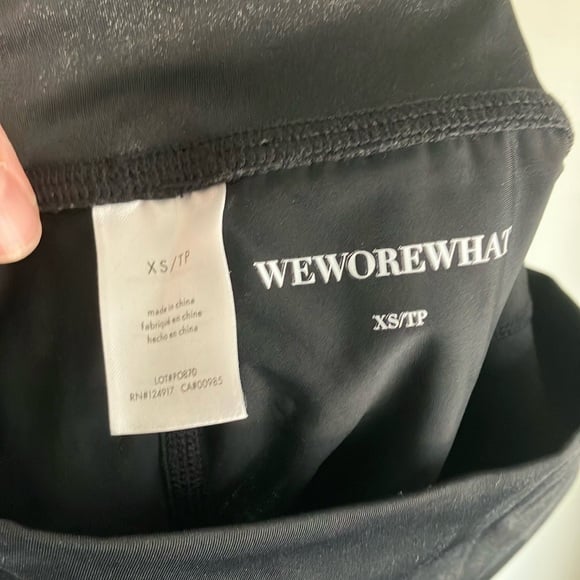 XS/TP
made in china
fabriqué en chine
hecho en china
LOT#PO870
RN#124917 CA#00985
WEWOREWHAT
XS/TP